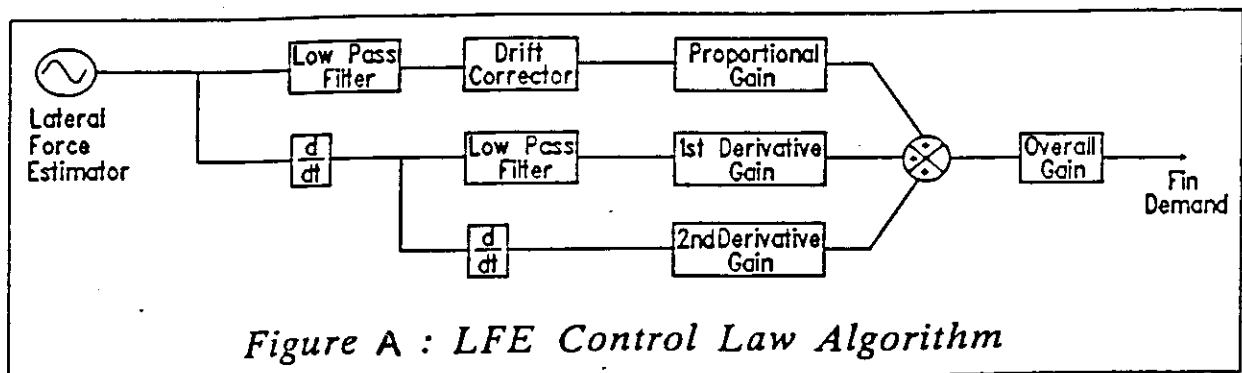 Low Pass
Filter
Drift
Corrector
Proportional
Gain
Lateral
Force
Estimator
d
dt
Low Pass
Filter
1st Derivative
Gain
+
+
+
Overall
Gain
Fin
Demand
d
dt
2nd Derivative
Gain
Figure A : LFE Control Law Algorithm